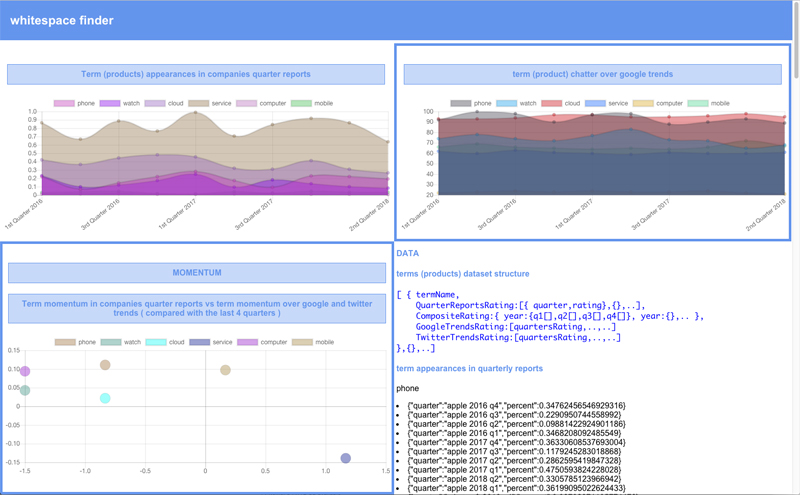 whitespace finder
Term (products) appearances in companies quarter reports
phone watch cloud service computer mobile
1.0
0.9
0.8
0.7
0.6
0.5
0.4
0.3
0.2
0.1
0
1st Quarter 2016 3rd Quarter 2016 1st Quarter 2017 3rd Quarter 2017 2nd Quarter 2018
term (product) chatter over google trends
phone watch cloud service computer mobile
100
90
80
70
60
50
40
30
20
1st Quarter 2016 3rd Quarter 2016 1st Quarter 2017 3rd Quarter 2017 2nd Quarter 2018
MOMENTUM
Term momentum in companies quarter reports vs term momentum over google and twitter
trends ( compared with the last 4 quarters )
phone watch cloud service computer mobile
0.15
0.10
0.05
0
-0.05
-0.10
-0.15
-1.5 -1.0 -0.5 0 0.5 1.0 1.5
DATA
terms (products) dataset structure
[ { termName,
QuarterReportsRating:[{ quarter,rating},{},..],
CompositeRating:{ year:{q1[],q2[],q3[],q4[]}, year:{},.. },
GoogleTrendsRating:[quartersRating,..,..]
TwitterTrendsRating:[quartersRating,..,..]
},{},..]
term appearances in quarterly reports
phone
• {"quarter":"apple 2016 q4","percent":0.34762456546929316}
• {"quarter":"apple 2016 q3","percent":0.2290950744558992}
• {"quarter":"apple 2016 q2","percent":0.09881422924901186}
• {"quarter":"apple 2016 q1","percent":0.3468208092485549}
• {"quarter":"apple 2017 q4","percent":0.36330608537693004}
• {"quarter":"apple 2017 q3","percent":0.1179245283018868}
• {"quarter":"apple 2017 q2","percent":0.2862595419847328}
• {"quarter":"apple 2017 q1","percent":0.4750593824228028}
• {"quarter":"apple 2018 q2","percent":0.3305785123966942}
• {"quarter":"apple 2018 q1","percent":0.36199095022624433}